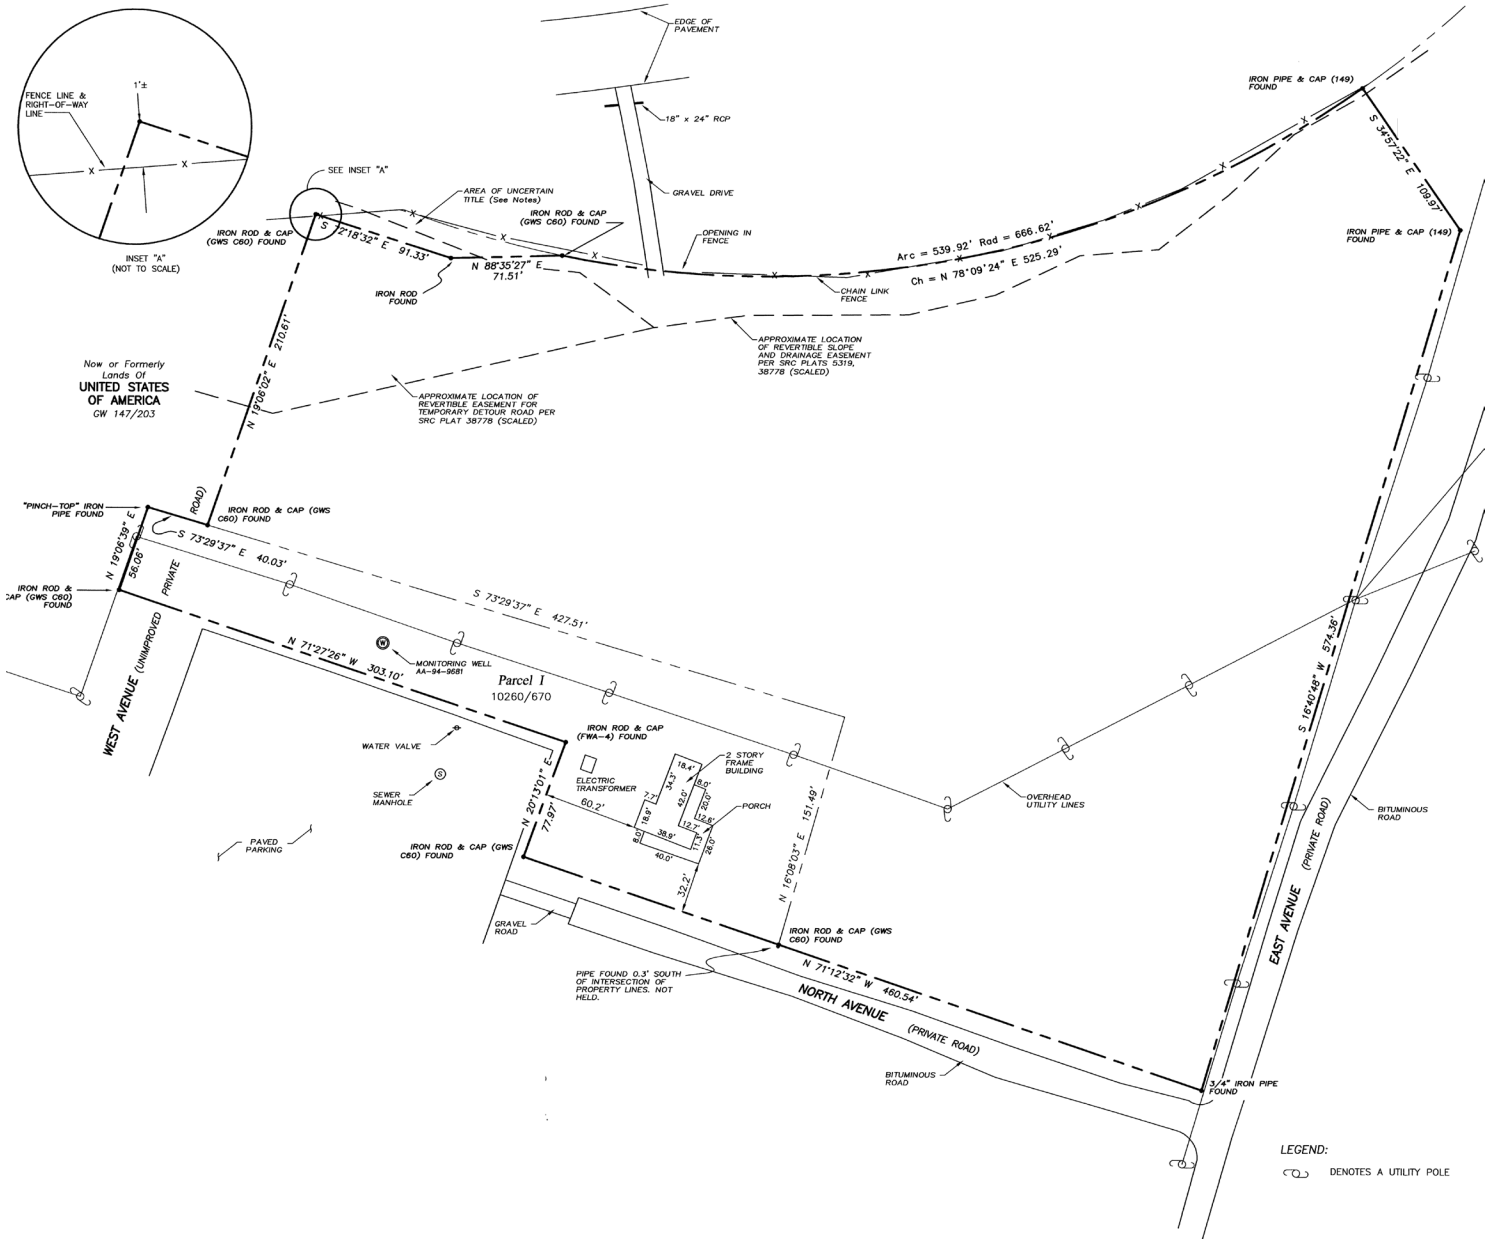 EDGE OF
PAVEMENT
1'±
FENCE LINE &
RIGHT-OF-WAY
LINE
INSET "A"
(NOT TO SCALE)
SEE INSET "A"
18" x 24" RCP
GRAVEL DRIVE
AREA OF UNCERTAIN
TITLE (See Notes)
IRON ROD & CAP
(GWS C60) FOUND
IRON ROD & CAP
(GWS C60) FOUND
S 72°18'32" E 91.33'
N 88°35'27" E
71.51'
IRON ROD
FOUND
OPENING IN
FENCE
CHAIN LINK
FENCE
Arc = 539.92' Rad = 666.62'
Ch = N 78°09'24" E 525.29'
IRON PIPE & CAP (149)
FOUND
S 34°57'22" E 109.97'
IRON PIPE & CAP (149)
FOUND
APPROXIMATE LOCATION
OF REVERTIBLE SLOPE
AND DRAINAGE EASEMENT
PER SRC PLATS 5319,
38778 (SCALED)
APPROXIMATE LOCATION OF
REVERTIBLE EASEMENT FOR
TEMPORARY DETOUR ROAD PER
SRC PLAT 38778 (SCALED)
Now or Formerly
Lands Of
UNITED STATES
OF AMERICA
GW 147/203
N 19°06'02" E 210.61'
"PINCH-TOP" IRON
PIPE FOUND
IRON ROD & CAP (GWS
C60) FOUND
S 73°29'37" E 40.03'
N 19°06'39" E
56.06'
IRON ROD &
CAP (GWS C60)
FOUND
WEST AVENUE (UNIMPROVED PRIVATE ROAD)
S 73°29'37" E 427.51'
N 71°27'26" W 303.10'
MONITORING WELL
AA-94-9681
W
Parcel I
10260/670
IRON ROD & CAP
(FWA-4) FOUND
WATER VALVE
SEWER
MANHOLE
S
ELECTRIC
TRANSFORMER
2 STORY
FRAME
BUILDING
PORCH
18.4'
34.3'
8.0'
20.0'
42.0'
7.7'
18.9'
12.6'
12.7'
38.9'
11.3'
8.0'
40.0'
26.0'
60.2'
32.2'
N 20°13'01" E
77.97'
N 16°08'03" E 151.49'
PAVED
PARKING
IRON ROD & CAP (GWS
C60) FOUND
GRAVEL
ROAD
IRON ROD & CAP (GWS
C60) FOUND
PIPE FOUND 0.3' SOUTH
OF INTERSECTION OF
PROPERTY LINES. NOT
HELD.
N 71°12'32" W 460.54'
NORTH AVENUE (PRIVATE ROAD)
BITUMINOUS
ROAD
OVERHEAD
UTILITY LINES
S 16°40'48" W 574.36'
EAST AVENUE (PRIVATE ROAD)
BITUMINOUS
ROAD
3/4" IRON PIPE
FOUND
LEGEND:
DENOTES A UTILITY POLE